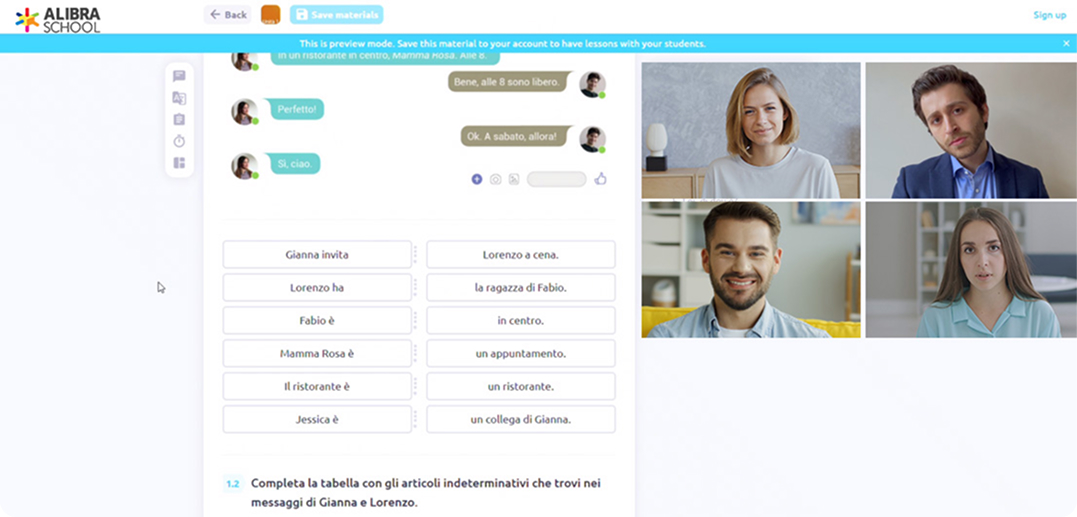 ALIBRA
SCHOOL
Back
Save materials
Sign up
This is preview mode. Save this material to your account to have lessons with your students.
In un ristorante in centro, Mamma Rosa. Alle 8.
Bene, alle 8 sono libero.
Perfetto!
Ok. A sabato, allora!
Sì, ciao.
Gianna invita
Lorenzo a cena.
Lorenzo ha
la ragazza di Fabio.
Fabio è
in centro.
Mamma Rosa è
un appuntamento.
Il ristorante è
un ristorante.
Jessica è
un collega di Gianna.
1.2 Completa la tabella con gli articoli indeterminativi che trovi nei
messaggi di Gianna e Lorenzo.